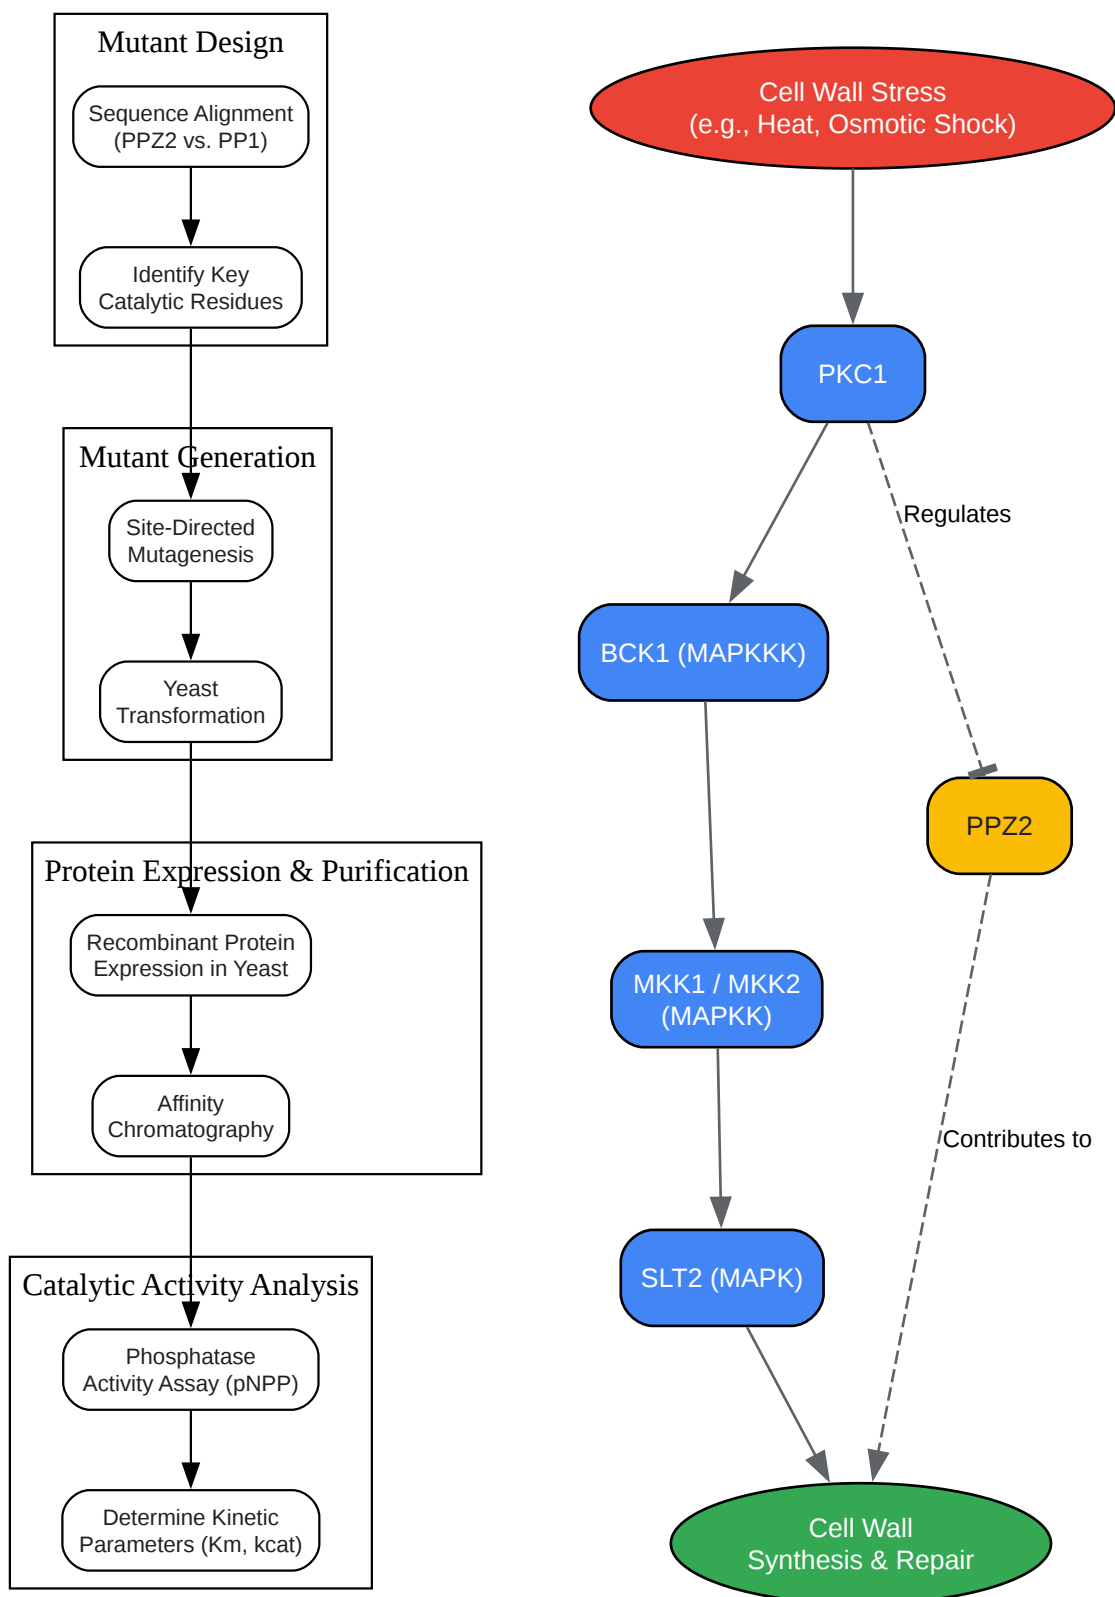 Mutant Design
Sequence Alignment
(PPZ2 vs. PP1)
Identify Key
Catalytic Residues
Mutant Generation
Site-Directed
Mutagenesis
Yeast
Transformation
Protein Expression & Purification
Recombinant Protein
Expression in Yeast
Affinity
Chromatography
Catalytic Activity Analysis
Phosphatase
Activity Assay (pNPP)
Determine Kinetic
Parameters (Km, kcat)
Cell Wall Stress
(e.g., Heat, Osmotic Shock)
PKC1
Regulates
BCK1 (MAPKKK)
PPZ2
MKK1 / MKK2
(MAPKK)
Contributes to
SLT2 (MAPK)
Cell Wall
Synthesis & Repair